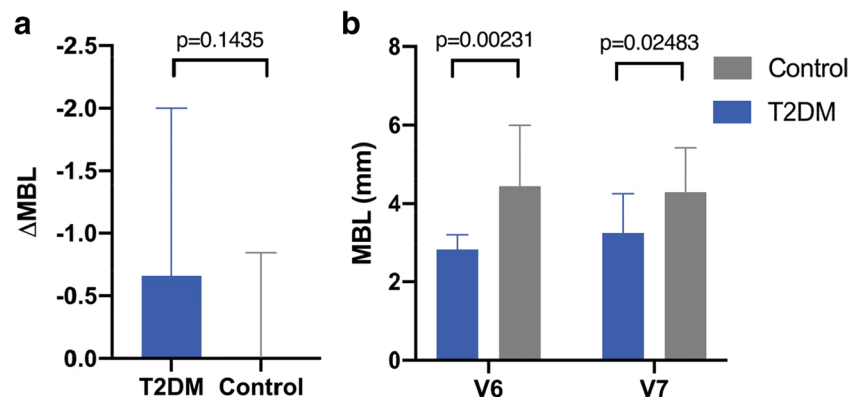 a
p=0.1435
-2.5
-2.0
-1.5
-1.0
-0.5
0.0
ΔMBL
T2DM Control
b
p=0.00231
p=0.02483
8
6
4
2
0
MBL (mm)
V6 V7
Control
T2DM